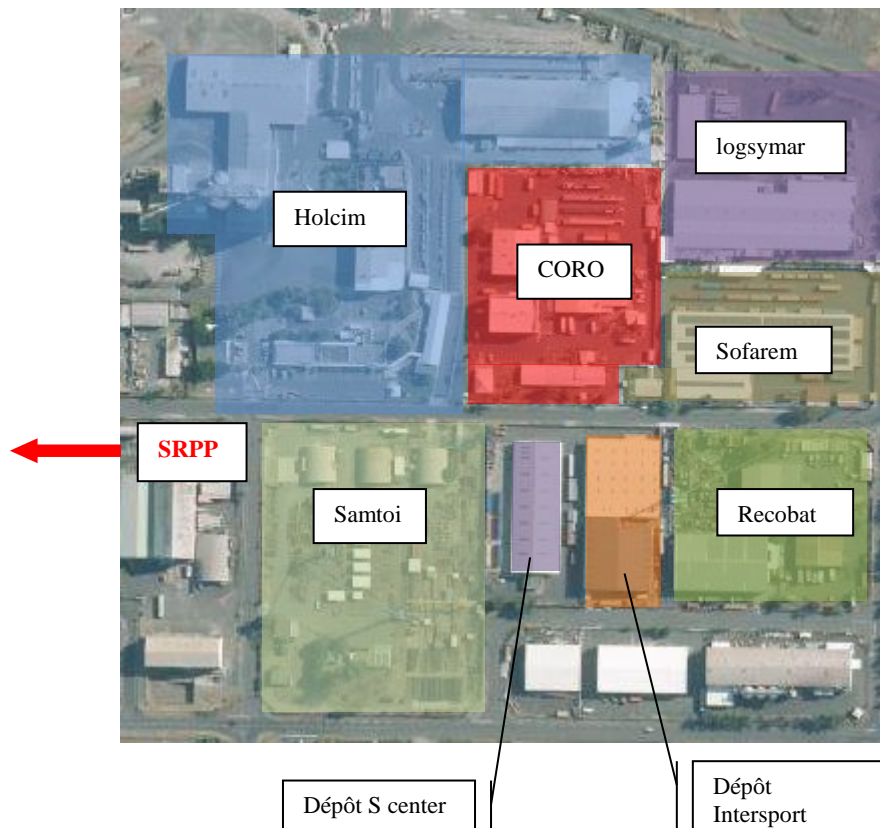 logsymar
Holcim
CORO
Sofarem
SRPP
Samtoi
Recobat
Dépôt S center
Dépôt
Intersport